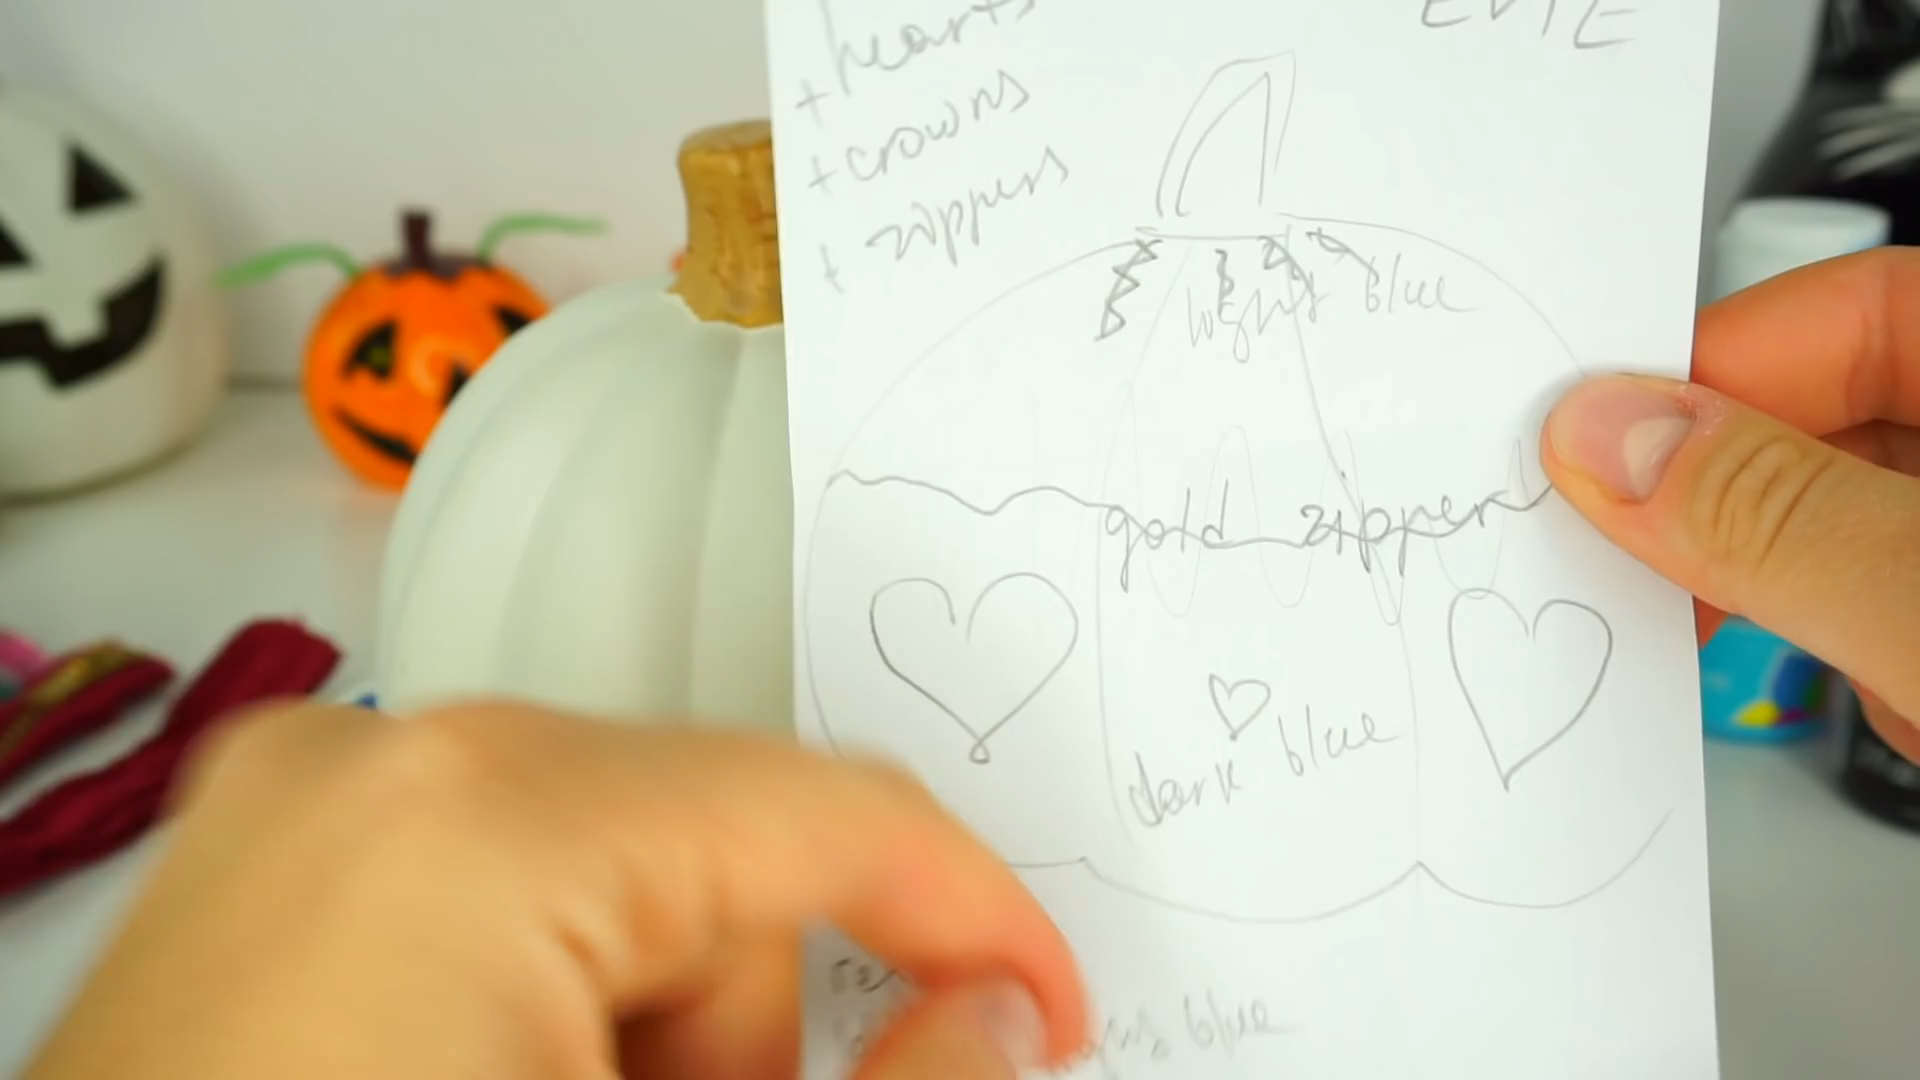 + hearts
EVIE
+ crowns
+ zippers
light blue
gold zipper
dark blue
blue